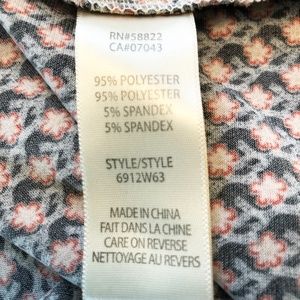 RN#58822
CA#07043
95% POLYESTER
95% POLYESTER
5% SPANDEX
5% SPANDEX
STYLE/STYLE
6912W63
MADE IN CHINA
FAIT DANS LA CHINE
CARE ON REVERSE
NETTOYAGE AU REVERS